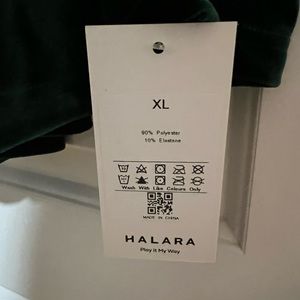 XL
90% Polyester
10% Elastane
Wash With Like Colours Only
MADE IN CHINA
HALARA
Play It My Way